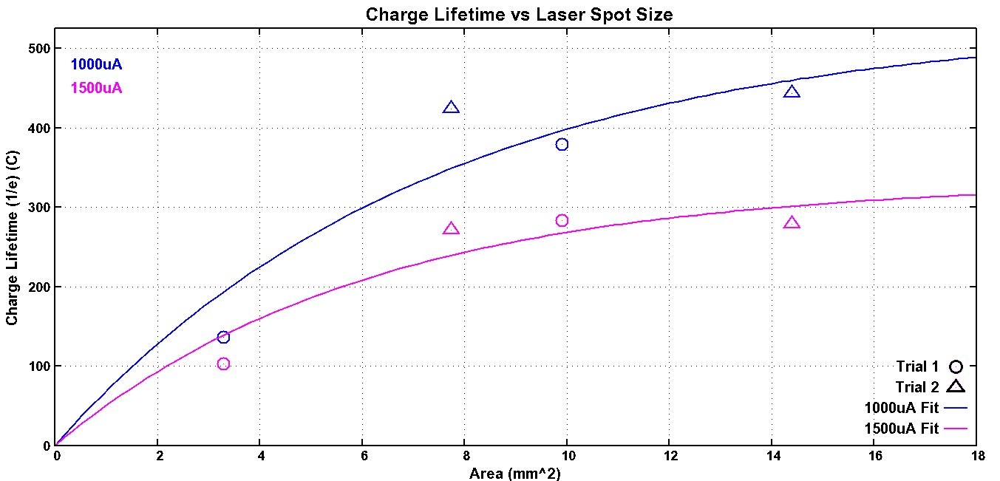 Charge Lifetime vs Laser Spot Size
500
400
300
200
100
0
Charge Lifetime (1/e) (C)
1000uA
1500uA
Trial 1
Trial 2
1000uA Fit
1500uA Fit
0 2 4 6 8 10 12 14 16 18
Area (mm^2)